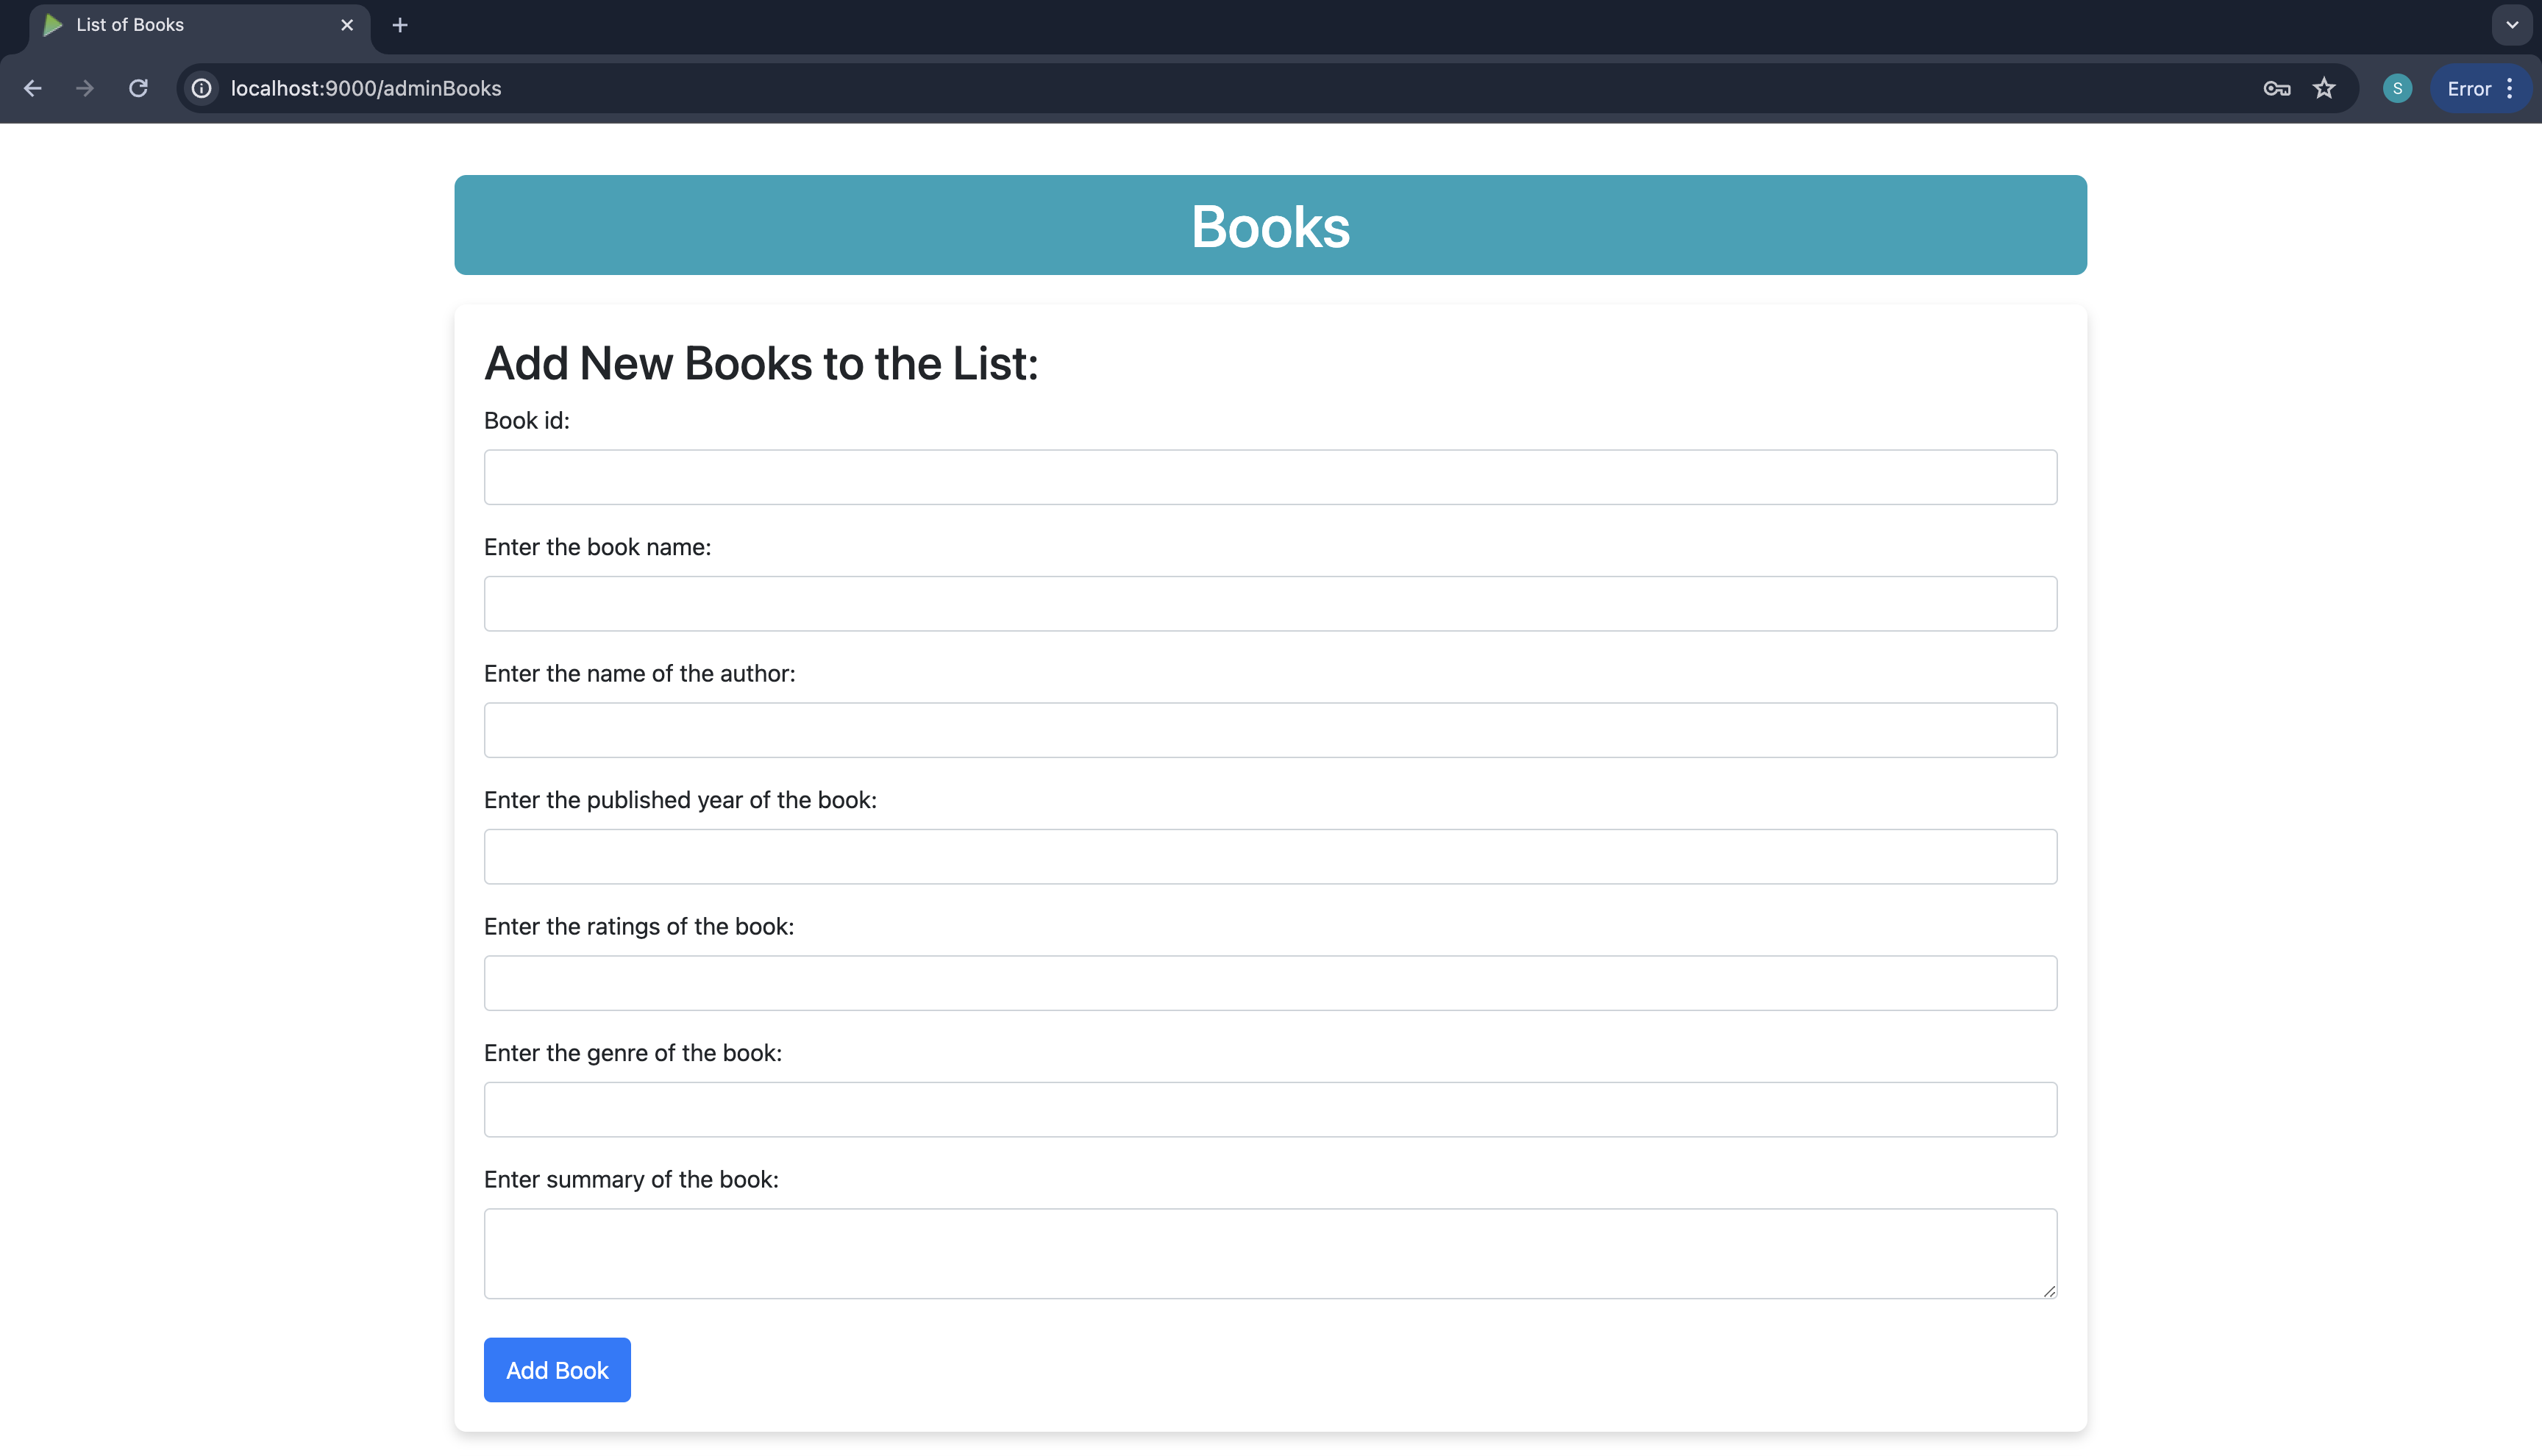 List of Books
localhost:9000/adminBooks
S
Error
Books
Add New Books to the List:
Book id:
Enter the book name:
Enter the name of the author:
Enter the published year of the book:
Enter the ratings of the book:
Enter the genre of the book:
Enter summary of the book:
Add Book